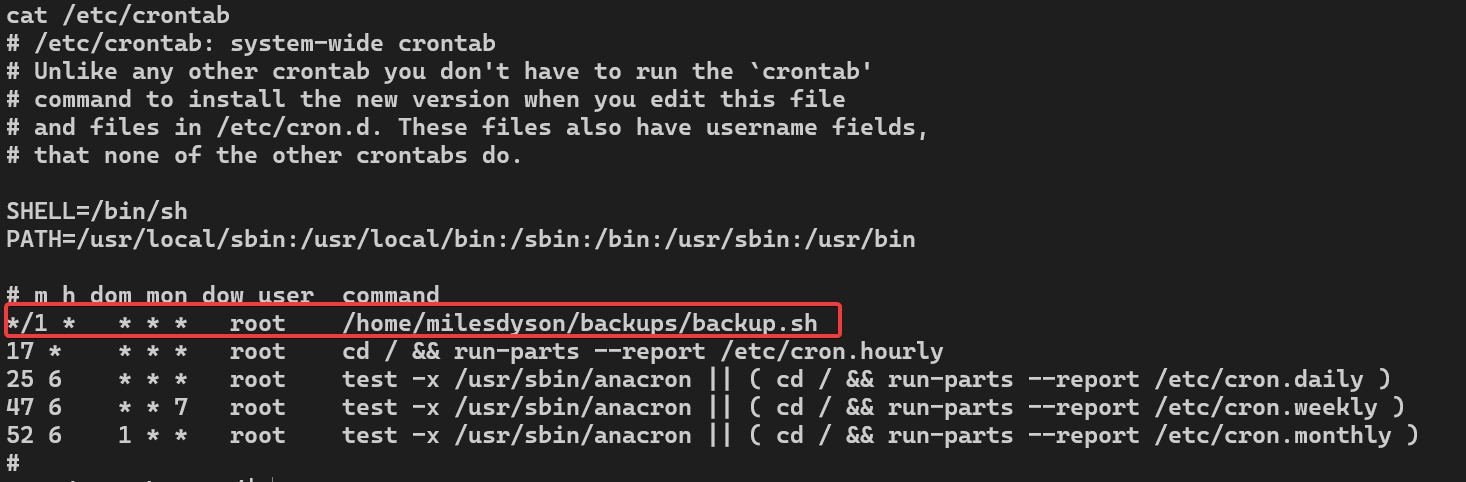 cat /etc/crontab
# /etc/crontab: system-wide crontab
# Unlike any other crontab you don't have to run the `crontab'
# command to install the new version when you edit this file
# and files in /etc/cron.d. These files also have username fields,
# that none of the other crontabs do.

SHELL=/bin/sh
PATH=/usr/local/sbin:/usr/local/bin:/sbin:/bin:/usr/sbin:/usr/bin

# m h dom mon dow user  command
*/1 *   * * *   root    /home/milesdyson/backups/backup.sh
17 *    * * *   root    cd / && run-parts --report /etc/cron.hourly
25 6    * * *   root    test -x /usr/sbin/anacron || ( cd / && run-parts --report /etc/cron.daily )
47 6    * * 7   root    test -x /usr/sbin/anacron || ( cd / && run-parts --report /etc/cron.weekly )
52 6    1 * *   root    test -x /usr/sbin/anacron || ( cd / && run-parts --report /etc/cron.monthly )
#